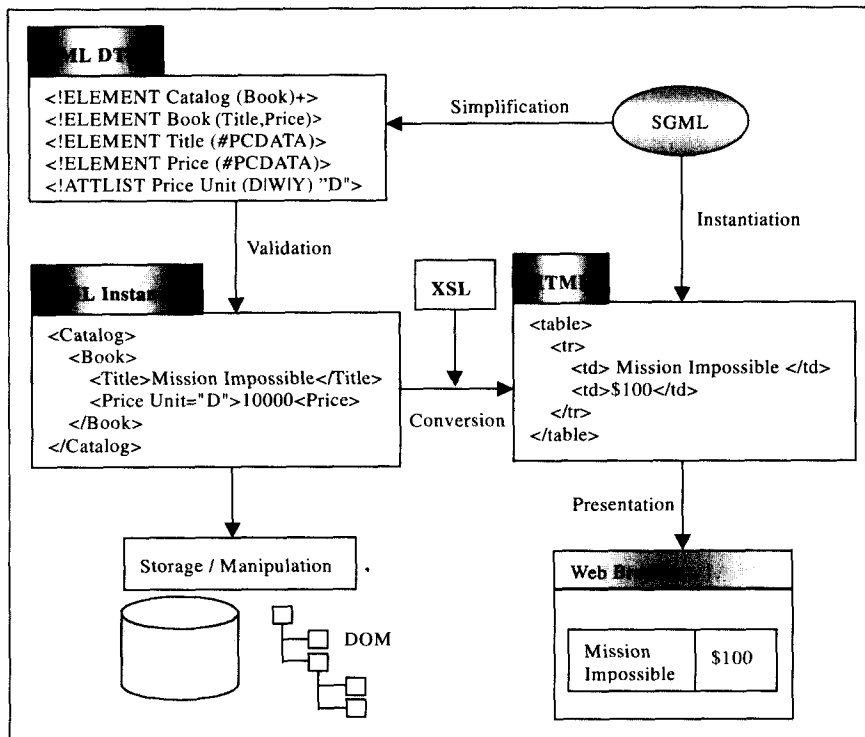 ML DT
<!ELEMENT Catalog (Book)+>
<!ELEMENT Book (Title,Price)>
<!ELEMENT Title (#PCDATA)>
<!ELEMENT Price (#PCDATA)>
<!ATTLIST Price Unit (D|W|Y) "D">
Simplification
SGML
Validation
Instantiation
L Instan
<Catalog>
<Book>
<Title>Mission Impossible</Title>
<Price Unit="D">10000<Price>
</Book>
</Catalog>
XSL
Conversion
HTM
<table>
<tr>
<td> Mission Impossible </td>
<td>$100</td>
</tr>
</table>
Presentation
Storage / Manipulation
DOM
Web B
Mission
Impossible
$100